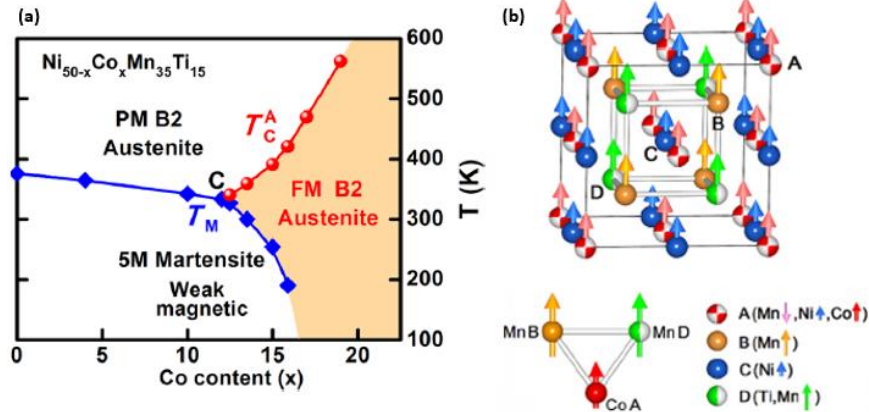 (a)
Ni50-xCoxMn35Ti15
PM B2
Austenite
T_C^A
C
T_M
FM B2
Austenite
5M Martensite
Weak
magnetic
600
500
400
300
200
100
T (K)
0
5
10
15
20
Co content (x)
(b)
A
B
C
D
Mn B
Mn D
Co A
A(Mn↓,Ni↑,Co↑)
B(Mn↑)
C(Ni↑)
D(Ti,Mn↑)